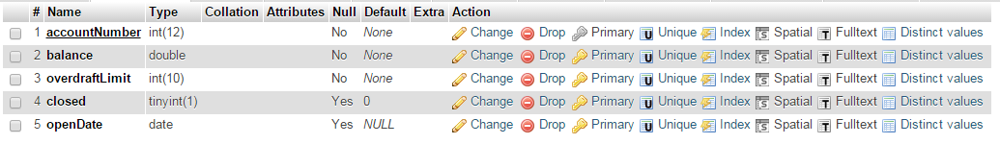 # Name Type Collation Attributes Null Default Extra Action
1 accountNumber int(12) No None Change Drop Primary Unique Index Spatial Fulltext Distinct values
2 balance double No None Change Drop Primary Unique Index Spatial Fulltext Distinct values
3 overdraftLimit int(10) No None Change Drop Primary Unique Index Spatial Fulltext Distinct values
4 closed tinyint(1) Yes 0 Change Drop Primary Unique Index Spatial Fulltext Distinct values
5 openDate date Yes NULL Change Drop Primary Unique Index Spatial Fulltext Distinct values